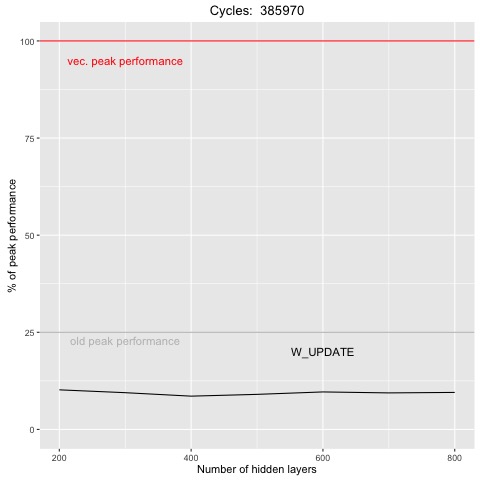 Cycles: 385970
100
vec. peak performance
75
% of peak performance
50
25
old peak performance
W_UPDATE
0
200 400 600 800
Number of hidden layers